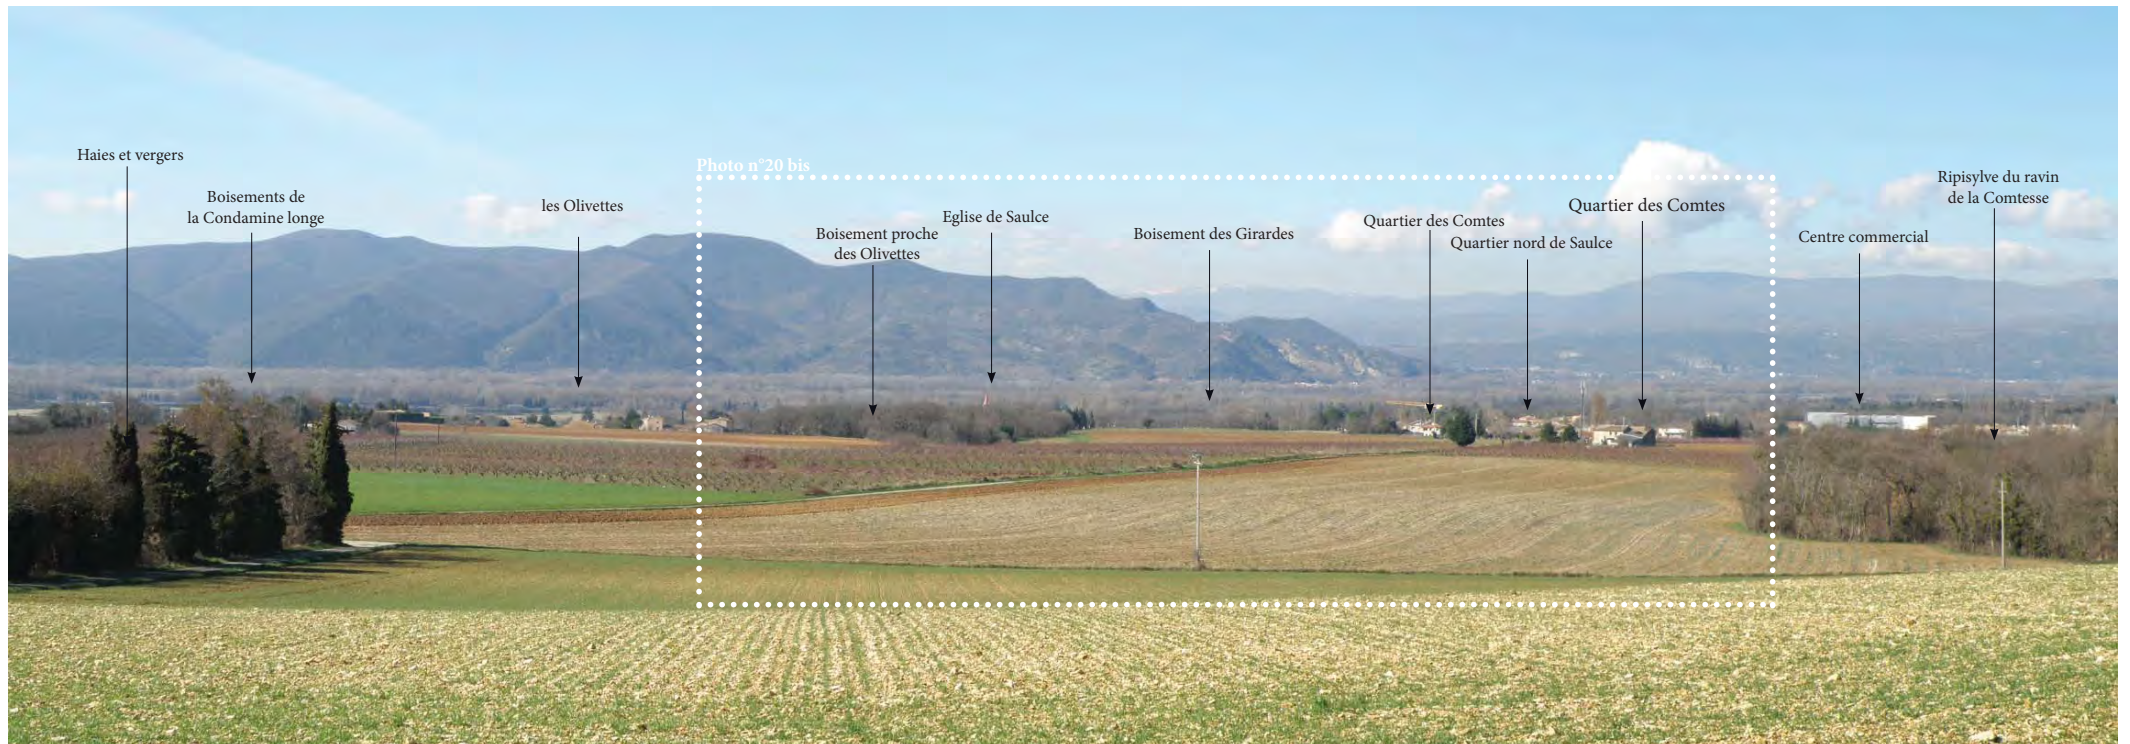 Haies et vergers
Boisements de
la Condamine longe
les Olivettes
Photo n°20 bis
Boisement proche
des Olivettes
Eglise de Saulce
Boisement des Girardes
Quartier des Comtes
Quartier nord de Saulce
Quartier des Comtes
Centre commercial
Ripisylve du ravin
de la Comtesse